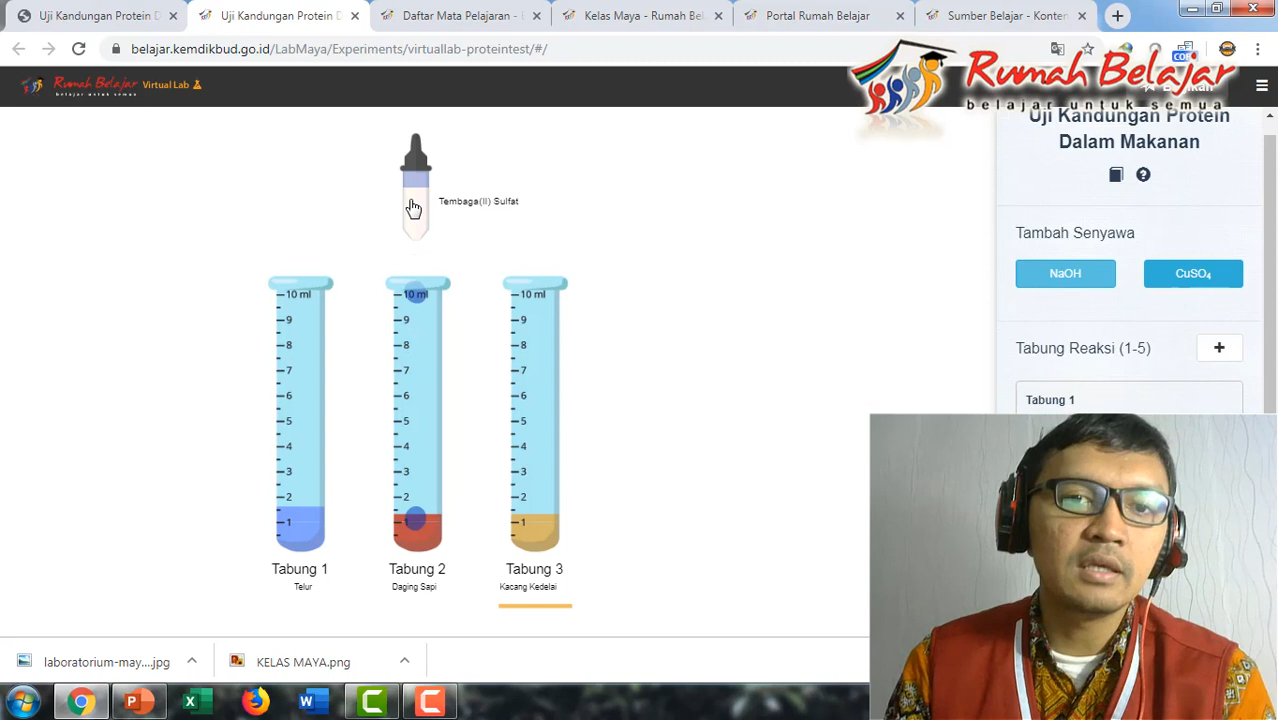 Uji Kandungan Protein D
Uji Kandungan Protein D
Daftar Mata Pelajaran - B
Kelas Maya - Rumah Bel
Portal Rumah Belajar
Sumber Belajar - Konten
belajar.kemdikbud.go.id/LabMaya/Experiments/virtuallab-proteintest/#/
Rumah Belajar
belajar untuk semua
Virtual Lab
Rumah Belajar
belajar untuk semua
Uji Kandungan Protein
Dalam Makanan
Tembaga(II) Sulfat
Tambah Senyawa
NaOH
CuSO₄
Tabung Reaksi (1-5)
+
Tabung 1
10 ml
9
8
7
6
5
4
3
2
1
10 ml
9
8
7
6
5
4
3
2
1
10 ml
9
8
7
6
5
4
3
2
1
Tabung 1
Telur
Tabung 2
Daging Sapi
Tabung 3
Kacang Kedelai
laboratorium-may....jpg
KELAS MAYA.png